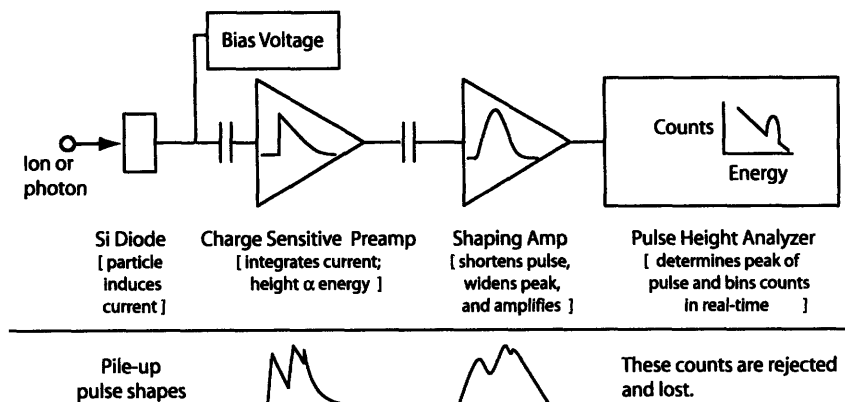 Bias Voltage
Ion or
photon
Counts
Energy
Si Diode
[ particle
induces
current ]
Charge Sensitive Preamp
[ integrates current;
height α energy ]
Shaping Amp
[ shortens pulse,
widens peak,
and amplifies ]
Pulse Height Analyzer
[ determines peak of
pulse and bins counts
in real-time ]
Pile-up
pulse shapes
These counts are rejected
and lost.